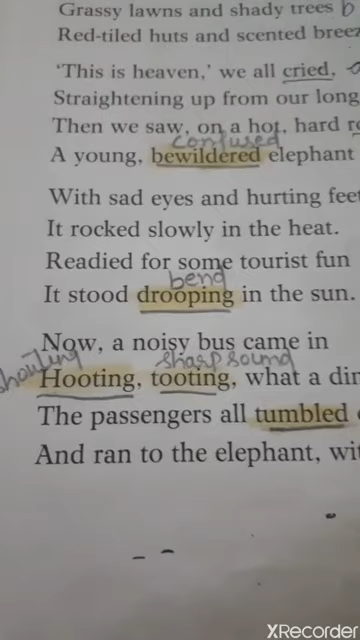 Grassy lawns and shady trees
Red-tiled huts and scented
'This is heaven,' we all cried,
Straightening up from our long
Then we saw, on a hot, hard
confused
A young, bewildered elephant
With sad eyes and hurting
It rocked slowly in the heat.
Readied for some tourist fun
bend
It stood drooping in the sun.
Now, a noisy bus came in
shouting sharp sound
Hooting, tooting, what a din
The passengers all tumbled
And ran to the elephant,
XRecorder